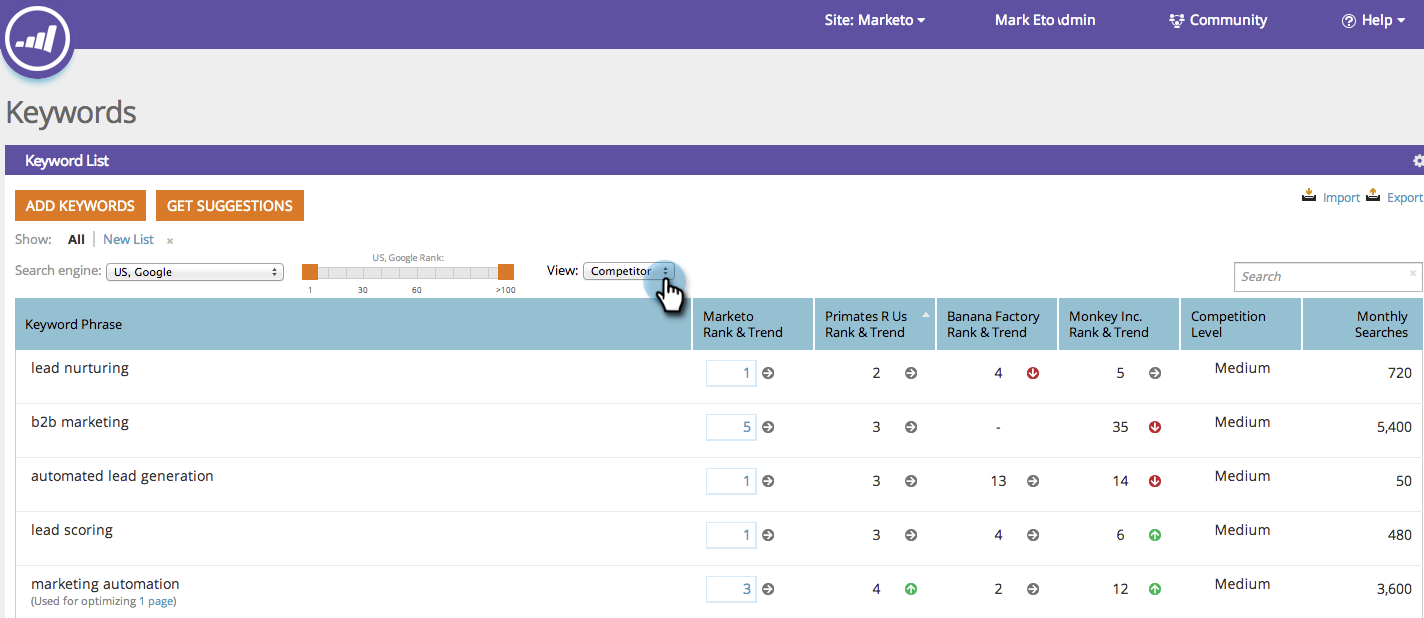 Site: Marketo Mark Eto dmin Community Help
Keywords
Keyword List
ADD KEYWORDS GET SUGGESTIONS Import Export
Show: All New List ×
Search engine: US, Google US, Google Rank: View: Competitor Search ×
1 30 60 >100
Keyword Phrase Marketo Rank & Trend Primates R Us Rank & Trend Banana Factory Rank & Trend Monkey Inc. Rank & Trend Competition Level Monthly Searches
lead nurturing 1 2 4 5 Medium 720
b2b marketing 5 3 - 35 Medium 5,400
automated lead generation 1 3 13 14 Medium 50
lead scoring 1 3 4 6 Medium 480
marketing automation 3 4 2 12 Medium 3,600
(Used for optimizing 1 page)